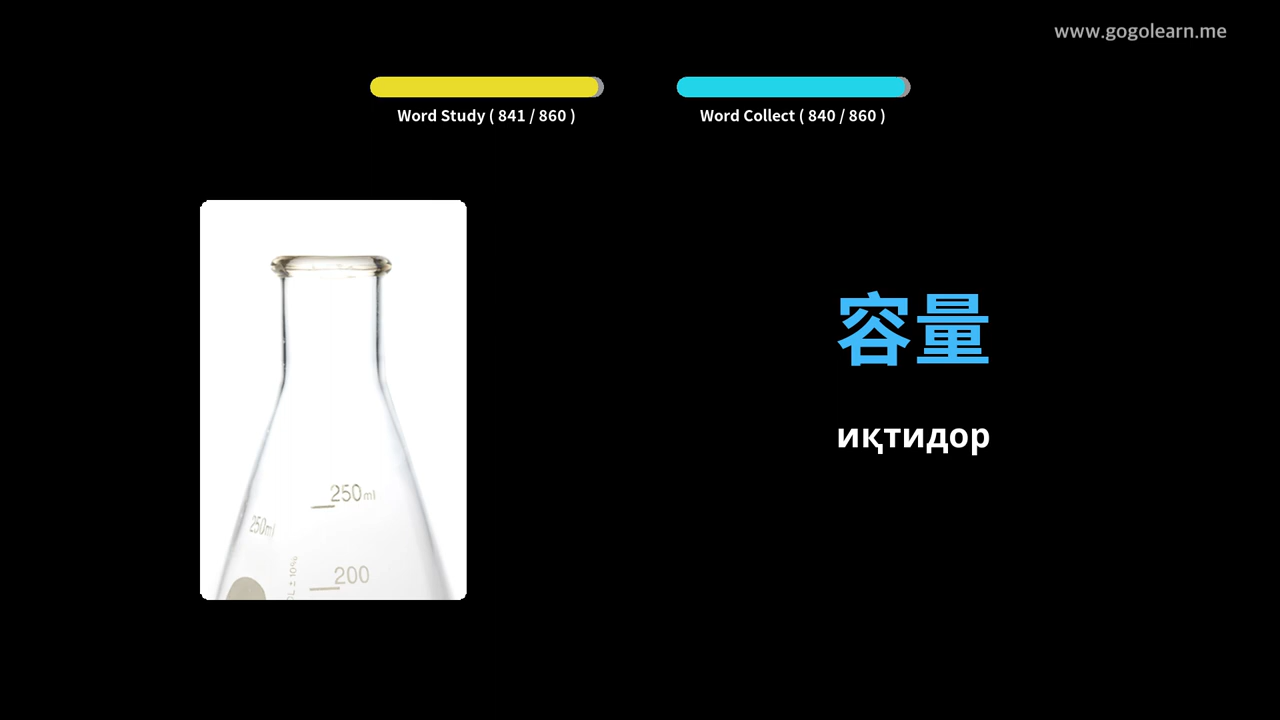 www.gogolearn.me
Word Study ( 841 / 860 )
Word Collect ( 840 / 860 )
容量
иқтидор
250ml
250ml
200